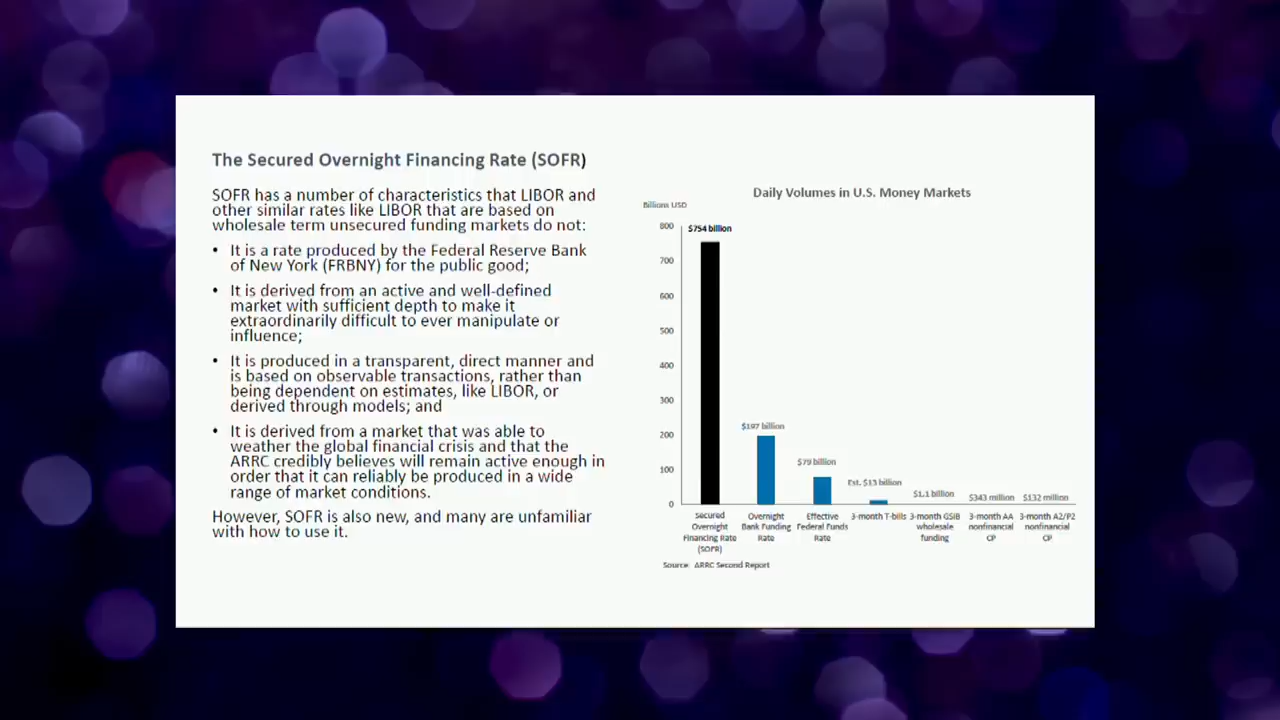 The Secured Overnight Financing Rate (SOFR)
SOFR has a number of characteristics that LIBOR and
other similar rates like LIBOR that are based on
wholesale term unsecured funding markets do not:
• It is a rate produced by the Federal Reserve Bank
of New York (FRBNY) for the public good;
• It is derived from an active and well-defined
market with sufficient depth to make it
extraordinarily difficult to ever manipulate or
influence;
• It is produced in a transparent, direct manner and
is based on observable transactions, rather than
being dependent on estimates, like LIBOR, or
derived through models; and
• It is derived from a market that was able to
weather the global financial crisis and that the
ARRC credibly believes will remain active enough in
order that it can reliably be produced in a wide
range of market conditions.
However, SOFR is also new, and many are unfamiliar
with how to use it.
Daily Volumes in U.S. Money Markets
Billions USD
800
700
600
500
400
300
200
100
0
$754 billion
$197 billion
$79 billion
Est. $13 billion
$1.1 billion
$343 million
$132 million
Secured
Overnight
Financing Rate
(SOFR)
Overnight
Bank Funding
Rate
Effective
Federal Funds
Rate
3-month T-bills
3-month GSIB
wholesale
funding
3-month AA
nonfinancial
CP
3-month A2/P2
nonfinancial
CP
Source: ARRC Second Report